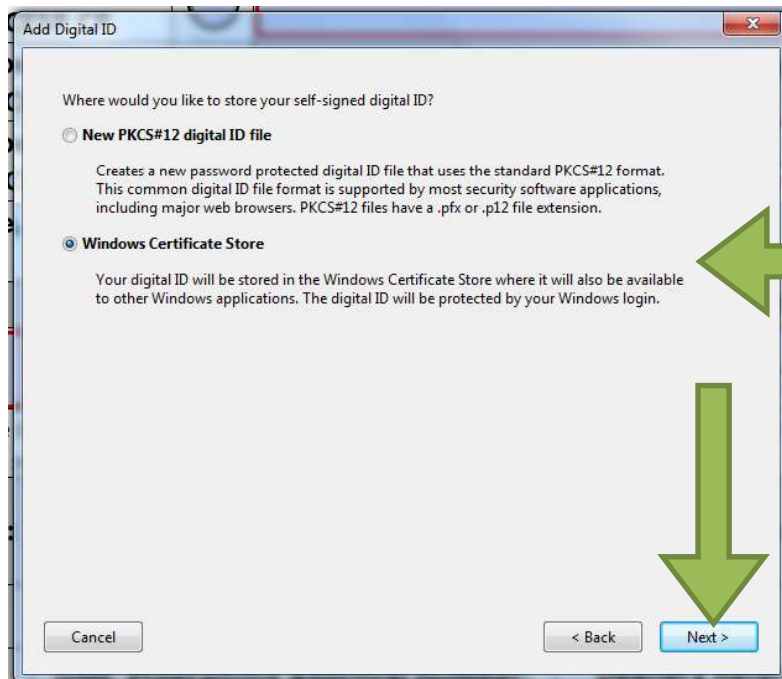 Add Digital ID
Where would you like to store your self-signed digital ID?
New PKCS#12 digital ID file
Creates a new password protected digital ID file that uses the standard PKCS#12 format.
This common digital ID file format is supported by most security software applications,
including major web browsers. PKCS#12 files have a .pfx or .p12 file extension.
Windows Certificate Store
Your digital ID will be stored in the Windows Certificate Store where it will also be available
to other Windows applications. The digital ID will be protected by your Windows login.
Cancel
< Back
Next >